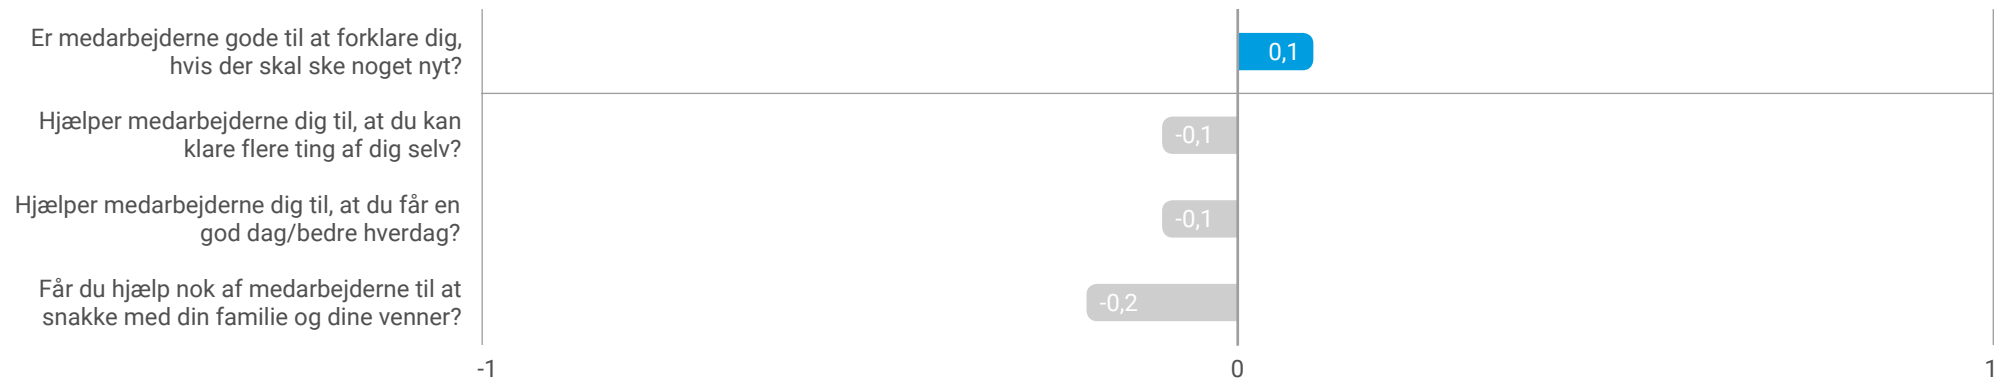 Er medarbejderne gode til at forklare dig,
hvis der skal ske noget nyt?
0,1
Hjælper medarbejderne dig til, at du kan
klare flere ting af dig selv?
-0,1
Hjælper medarbejderne dig til, at du får en
god dag/bedre hverdag?
-0,1
Får du hjælp nok af medarbejderne til at
snakke med din familie og dine venner?
-0,2
-1 0 1